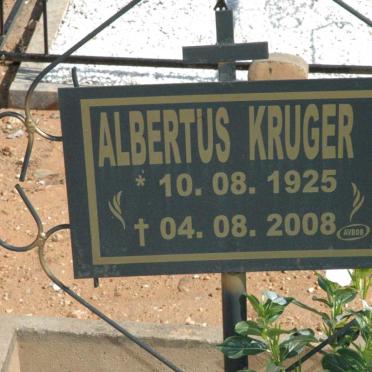 ALBERTUS KRUGER
* 10. 08. 1925
† 04. 08. 2008
AVBOB